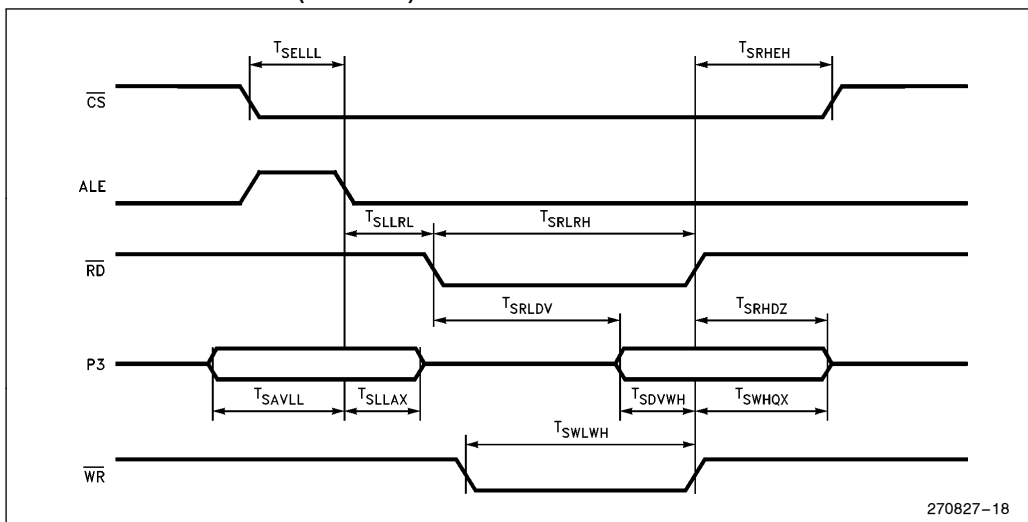 T_SELLL T_SRHEH
CS
ALE
T_SLLRL T_SRLRH
RD
T_SRLDV T_SRHDZ
P3
T_SAVLL T_SLLAX T_SDVWH T_SWHQX
T_SWLWH
WR
270827-18